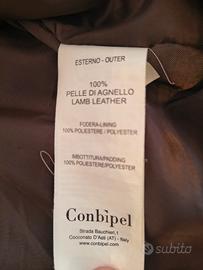 ESTERNO - OUTER
100%
PELLE DI AGNELLO
LAMB LEATHER
FODERA-LINING
100% POLIESTERE / POLYESTER
IMBOTTITURA/PADDING
100% POLIESTERE/POLYESTER
Conbipel
Strada Bauchieri,1
Cocconato D'Asti (AT) - Italy
www.conbipel.com
subito